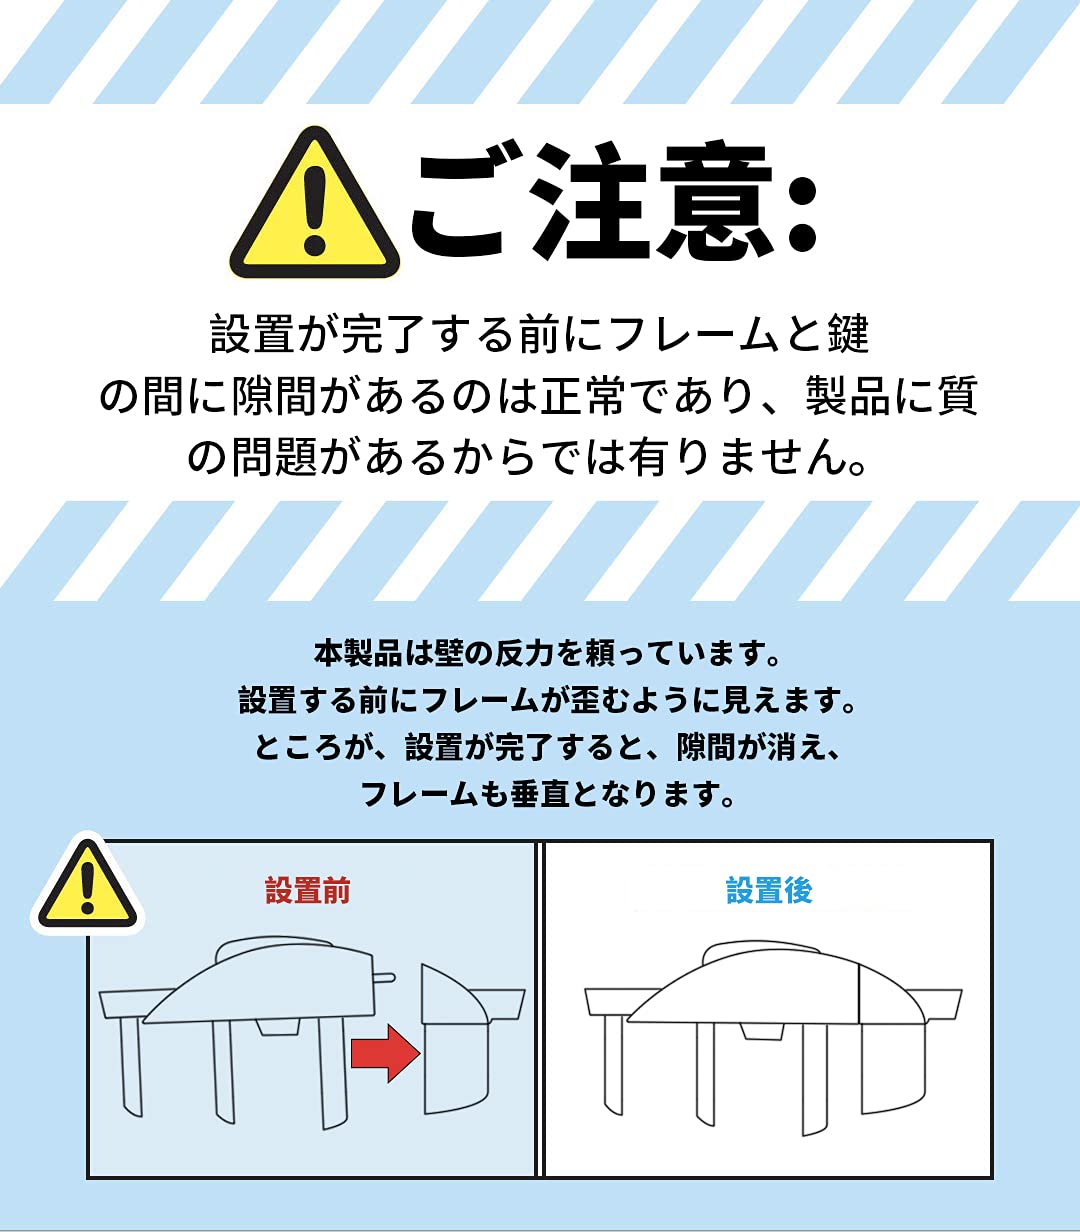 ご注意:
設置が完了する前にフレームと鍵
の間に隙間があるのは正常であり、製品に質
の問題があるからでは有りません。
本製品は壁の反力を頼っています。
設置する前にフレームが歪むように見えます。
ところが、設置が完了すると、隙間が消え、
フレームも垂直となります。
設置前
設置後